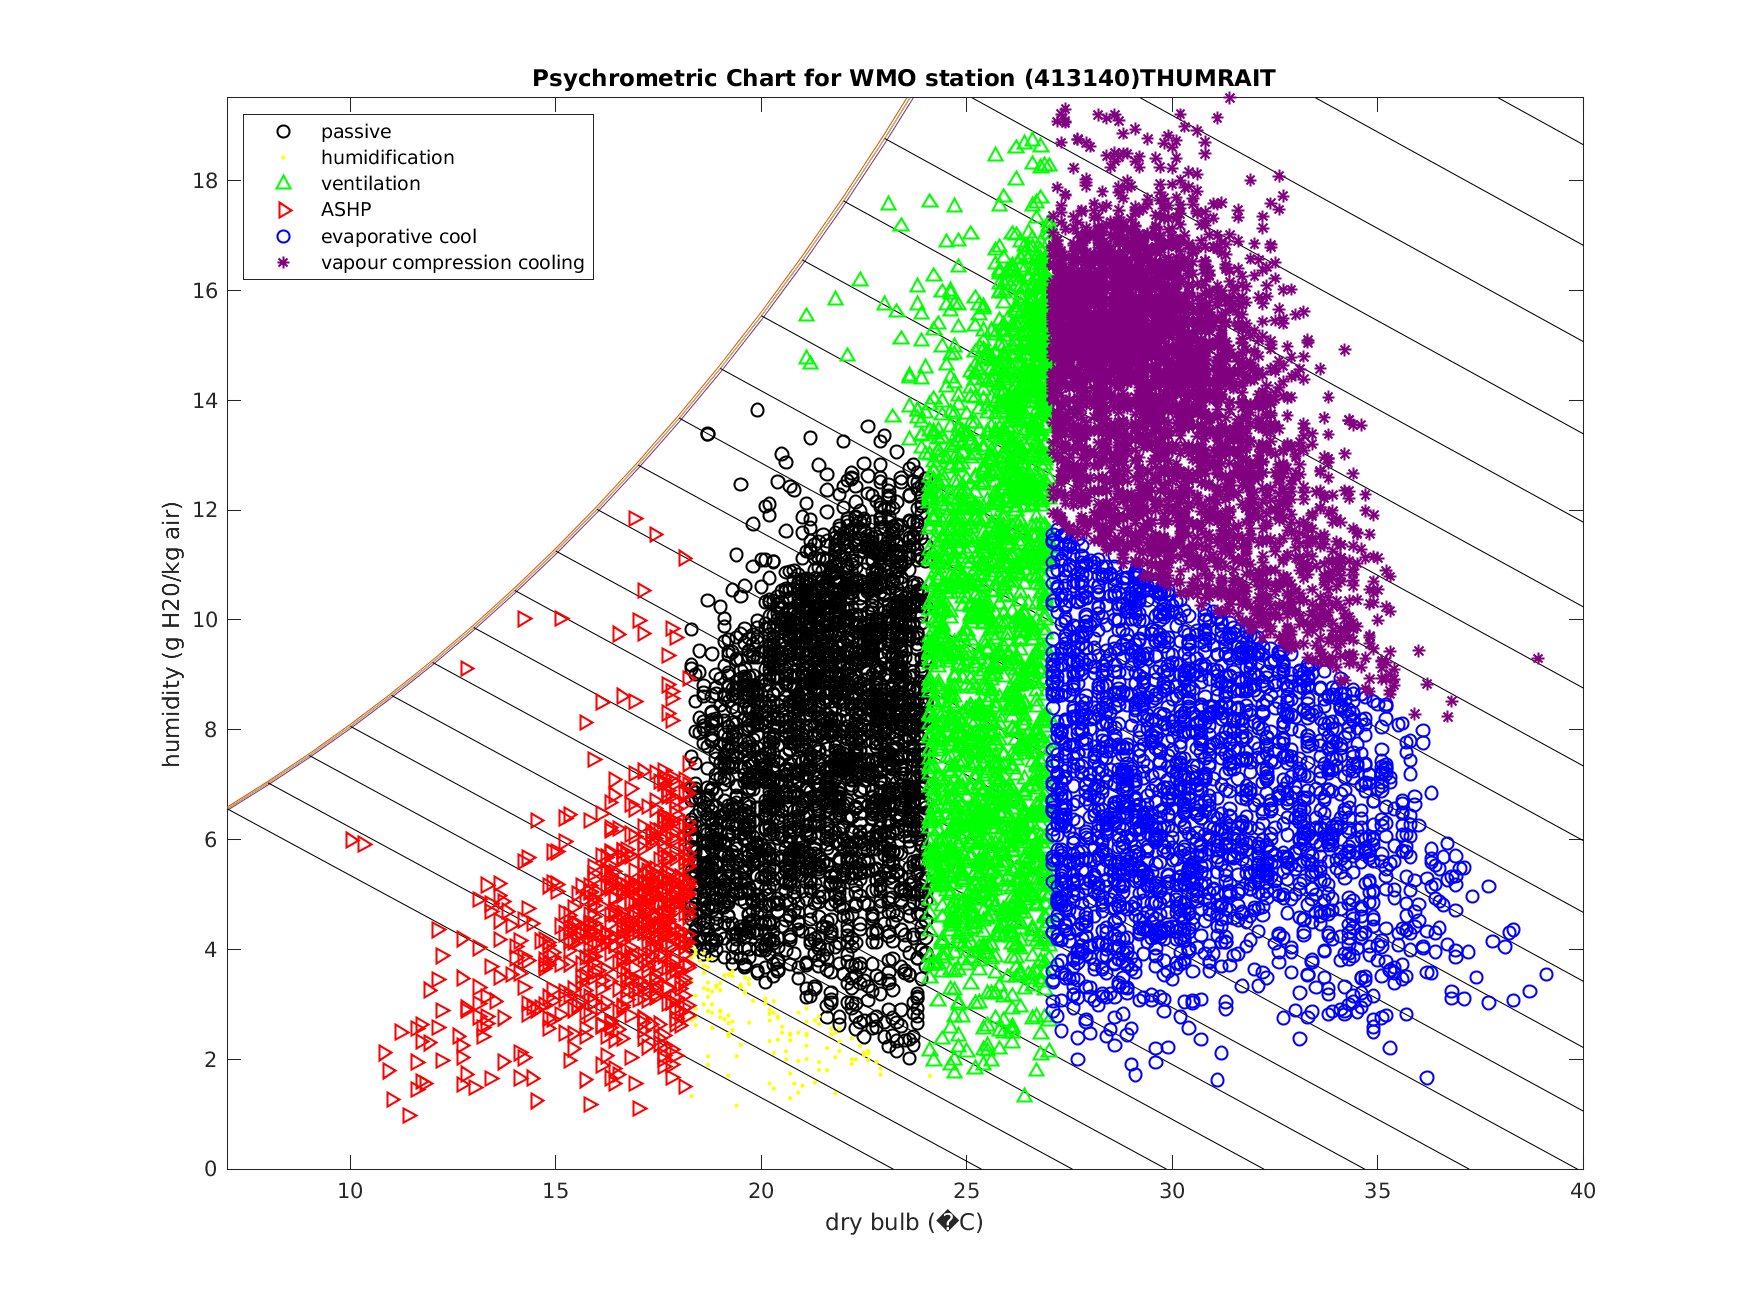 Psychrometric Chart for WMO station (413140)THUMRAIT
passive
humidification
ventilation
ASHP
evaporative cool
vapour compression cooling
humidity (g H20/kg air)
18
16
14
12
10
8
6
4
2
0
10 15 20 25 30 35 40
dry bulb (�C)